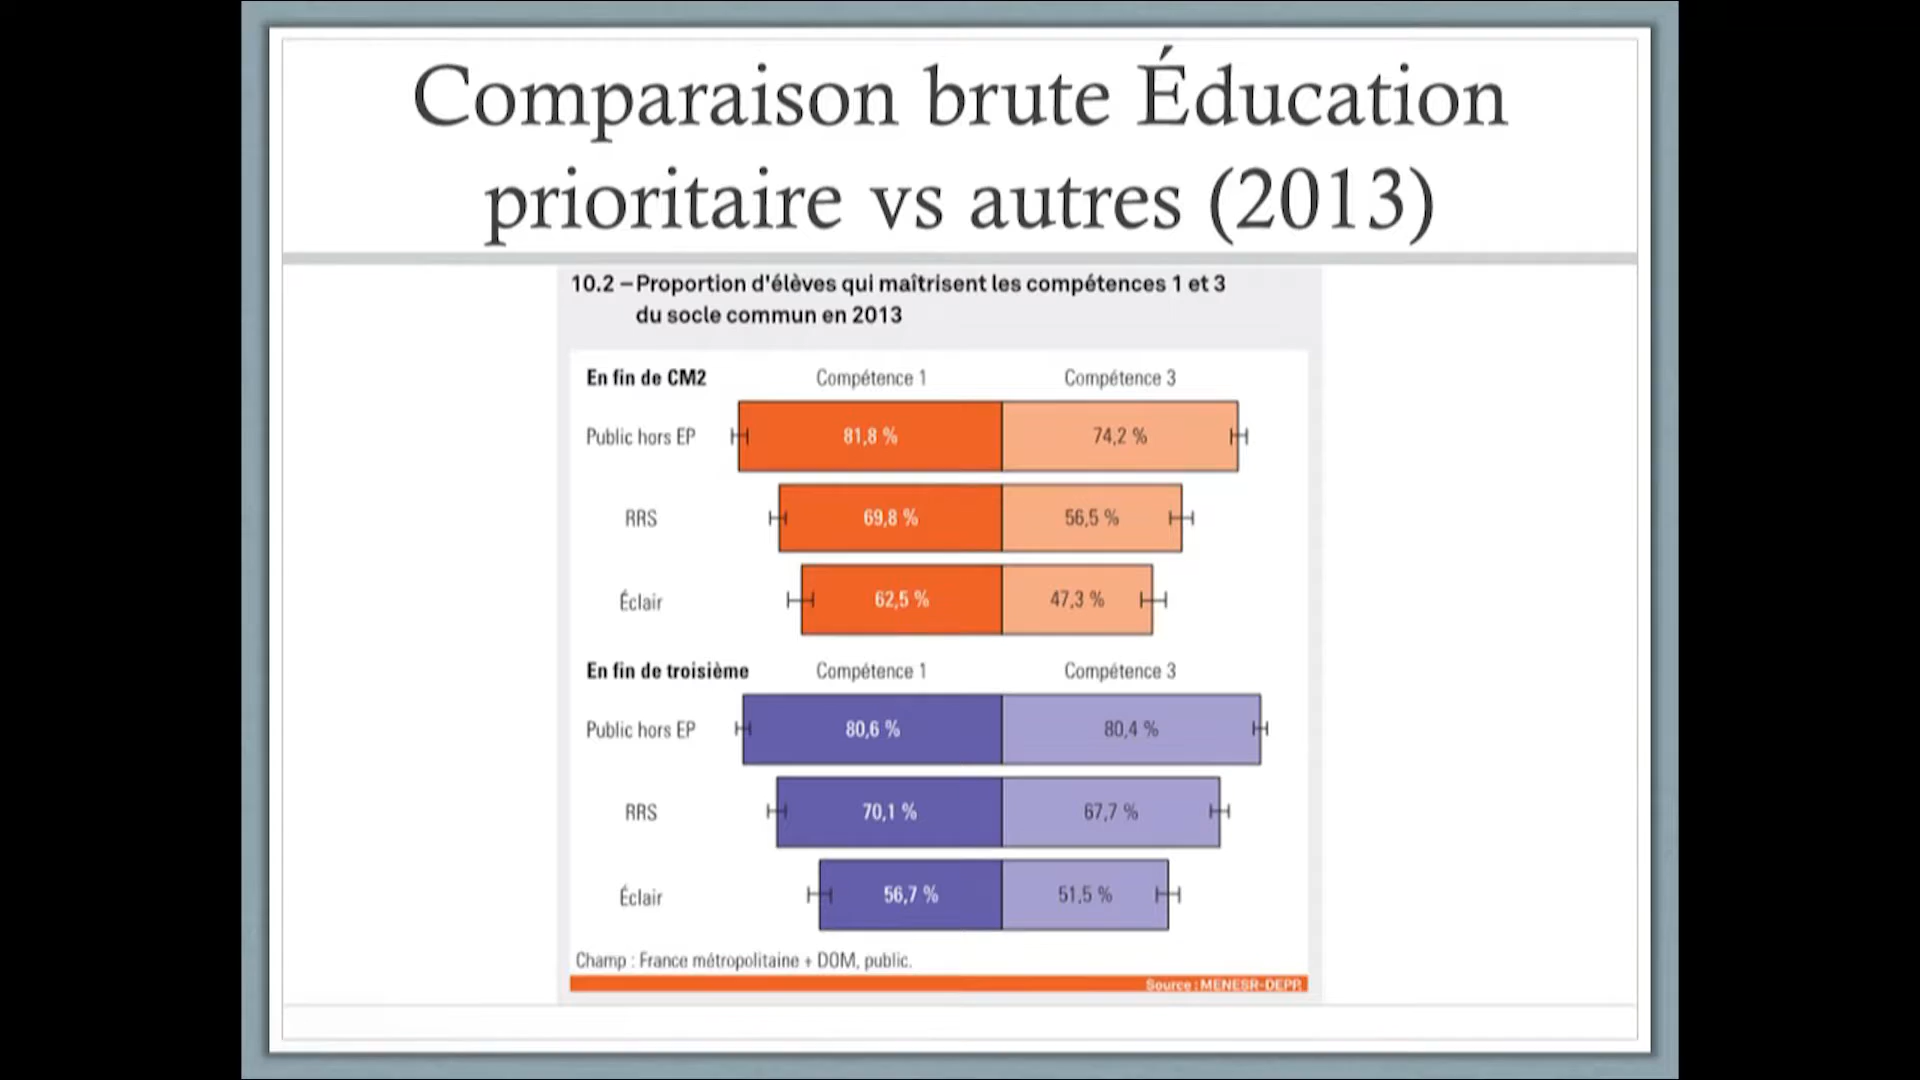 Comparaison brute Éducation
prioritaire vs autres (2013)
10.2 – Proportion d'élèves qui maîtrisent les compétences 1 et 3
du socle commun en 2013
En fin de CM2 Compétence 1 Compétence 3
Public hors EP 81,8 % 74,2 %
RRS 69,8 % 56,5 %
Éclair 62,5 % 47,3 %
En fin de troisième Compétence 1 Compétence 3
Public hors EP 80,6 % 80,4 %
RRS 70,1 % 67,7 %
Éclair 56,7 % 51,5 %
Champ : France métropolitaine + DOM, public.
Source : MENESR-DEPP.